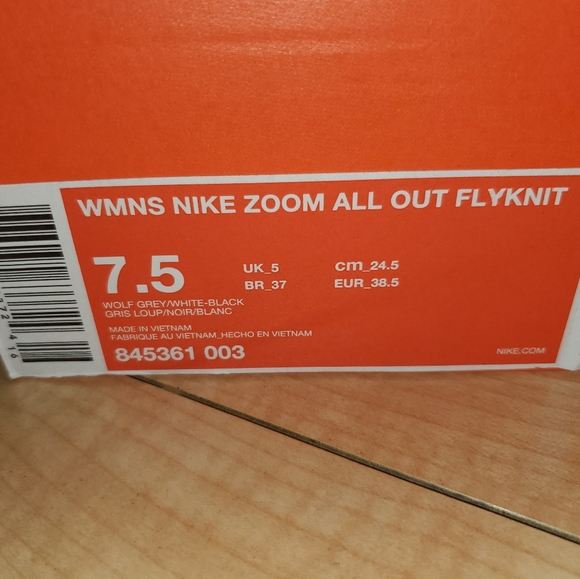 WMNS NIKE ZOOM ALL OUT FLYKNIT
7.5
UK_5
cm_24.5
BR_37
EUR_38.5
WOLF GREY/WHITE-BLACK
GRIS LOUP/NOIR/BLANC
MADE IN VIETNAM
FABRIQUE AU VIETNAM_HECHO EN VIETNAM
845361 003
NIKE.COM